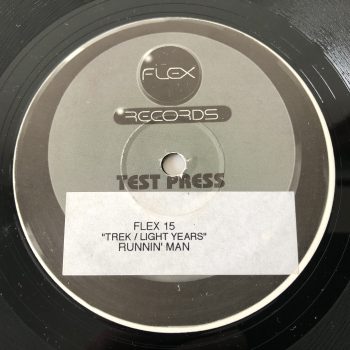 FLEX
RECORDS
TEST PRESS
FLEX 15
"TREK / LIGHT YEARS"
RUNNIN' MAN